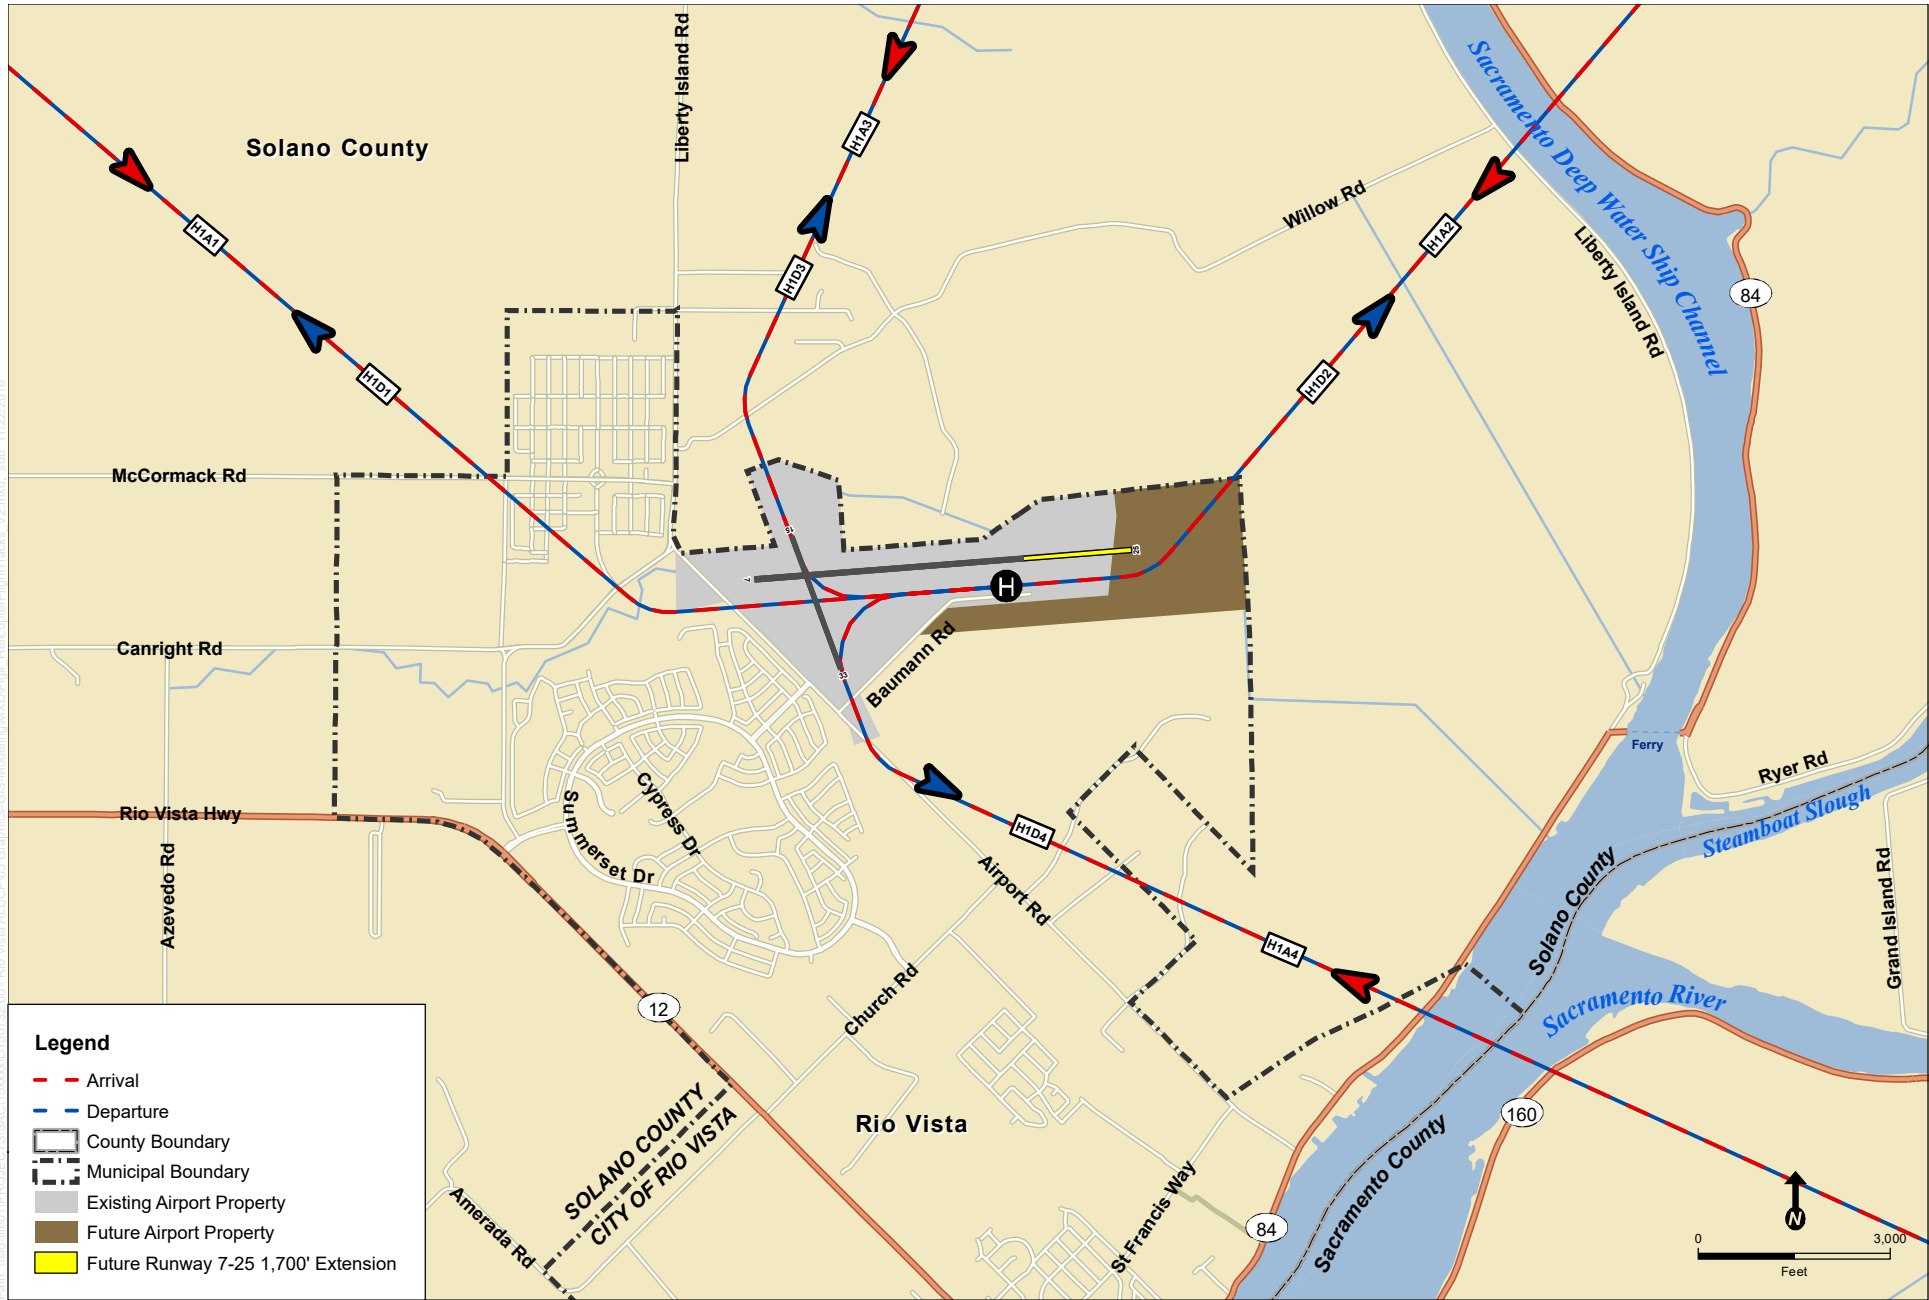 Solano County
Liberty Island Rd
H1A3
H1A1
H1D3
H1D1
Willow Rd
H1A2
H1D2
Sacramento Deep Water Ship Channel
Liberty Island Rd
84
McCormack Rd
15
7
25
H
33
Canright Rd
Baumann Rd
Rio Vista Hwy
Azevedo Rd
Cypress Dr
Summerset Dr
H1D4
Airport Rd
H1A4
Ferry
Ryer Rd
Steamboat Slough
Solano County
Grand Island Rd
Sacramento River
Church Rd
12
160
Rio Vista
SOLANO COUNTY
CITY OF RIO VISTA
Amerada Rd
St Francis Way
84
Sacramento County
Legend
Arrival
Departure
County Boundary
Municipal Boundary
Existing Airport Property
Future Airport Property
Future Runway 7-25 1,700' Extension
N
0 3,000
Feet